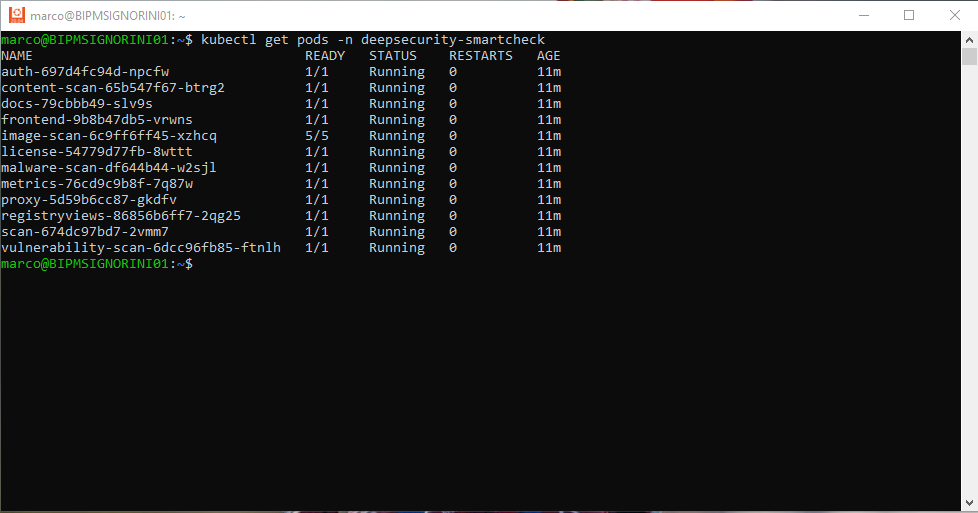 marco@BIPMSIGNORINI01: ~
marco@BIPMSIGNORINI01:~$ kubectl get pods -n deepsecurity-smartcheck
NAME READY STATUS RESTARTS AGE
auth-697d4fc94d-npcfw 1/1 Running 0 11m
content-scan-65b547f67-btrg2 1/1 Running 0 11m
docs-79cbbb49-slv9s 1/1 Running 0 11m
frontend-9b8b47db5-vrwns 1/1 Running 0 11m
image-scan-6c9ff6ff45-xzhcq 5/5 Running 0 11m
license-54779d77fb-8wttt 1/1 Running 0 11m
malware-scan-df644b44-w2sjl 1/1 Running 0 11m
metrics-76cd9c9b8f-7q87w 1/1 Running 0 11m
proxy-5d59b6cc87-gkdfv 1/1 Running 0 11m
registryviews-86856b6ff7-2qg25 1/1 Running 0 11m
scan-674dc97bd7-2vmm7 1/1 Running 0 11m
vulnerability-scan-6dcc96fb85-ftnlh 1/1 Running 0 11m
marco@BIPMSIGNORINI01:~$